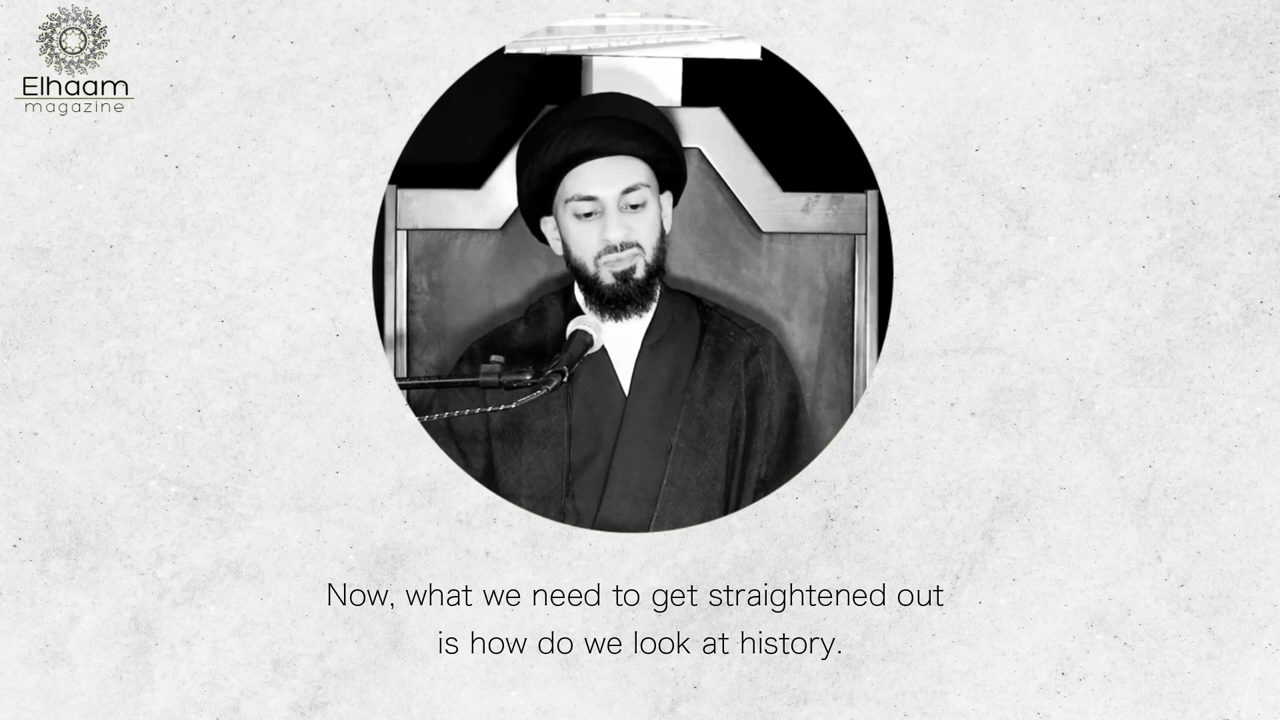 Elhaam
magazine
Now, what we need to get straightened out
is how do we look at history.